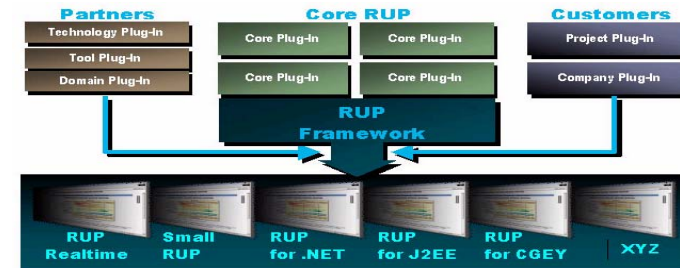 Partners
Core RUP
Customers
Technology Plug-In
Tool Plug-In
Domain Plug-In
Core Plug-In
Core Plug-In
Core Plug-In
Core Plug-In
Project Plug-In
Company Plug-In
RUP
Framework
RUP
Realtime
Small
RUP
RUP
for .NET
RUP
for J2EE
RUP
for CGEY
XYZ